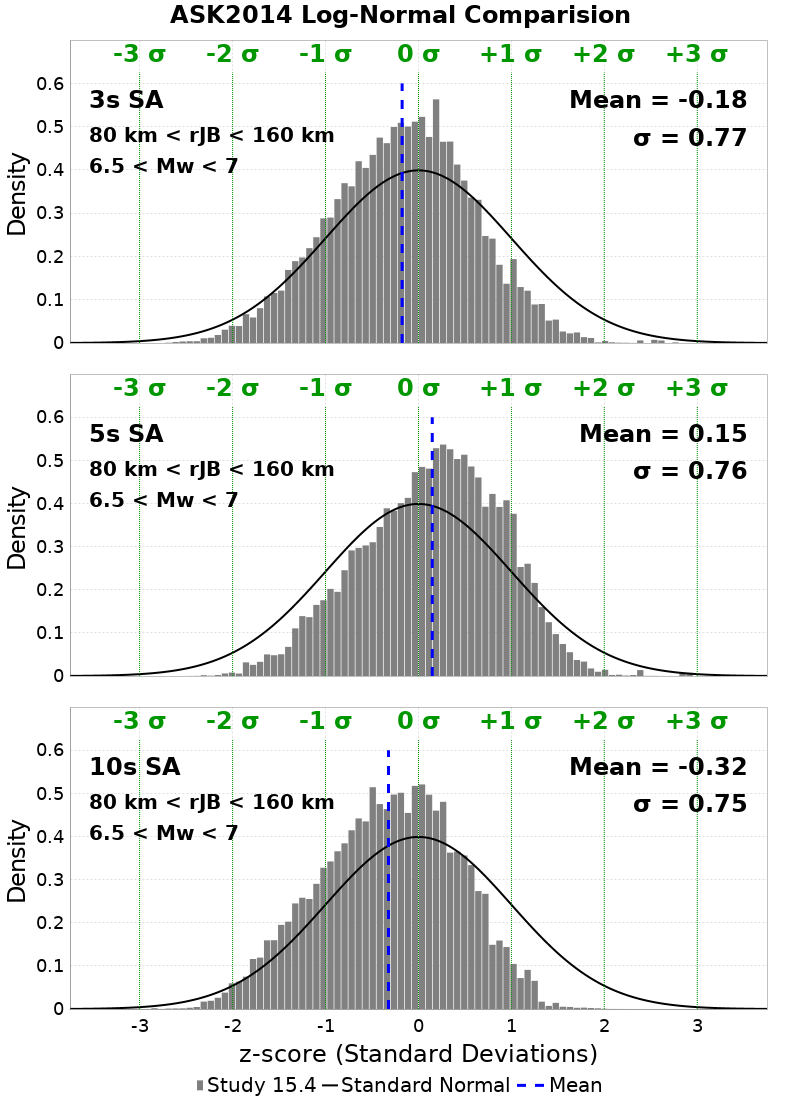 ASK2014 Log-Normal Comparision
-3 σ -2 σ -1 σ 0 σ +1 σ +2 σ +3 σ
0.6
3s SA Mean = -0.18
0.5
80 km < rJB < 160 km σ = 0.77
6.5 < Mw < 7
0.4
Density
0.3
0.2
0.1
0
-3 σ -2 σ -1 σ 0 σ +1 σ +2 σ +3 σ
0.6
5s SA Mean = 0.15
0.5
80 km < rJB < 160 km σ = 0.76
6.5 < Mw < 7
0.4
Density
0.3
0.2
0.1
0
-3 σ -2 σ -1 σ 0 σ +1 σ +2 σ +3 σ
0.6
10s SA Mean = -0.32
0.5
80 km < rJB < 160 km σ = 0.75
6.5 < Mw < 7
0.4
Density
0.3
0.2
0.1
0
-3 -2 -1 0 1 2 3
z-score (Standard Deviations)
Study 15.4 Standard Normal Mean